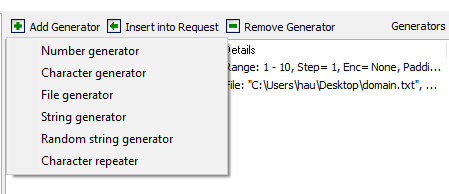 Add Generator Insert into Request Remove Generator Generators
Number generator
Character generator
File generator
String generator
Random string generator
Character repeater
Details
Range: 1 - 10, Step= 1, Enc= None, Paddi...
File: "C:\Users\hau\Desktop\domain.txt", ...